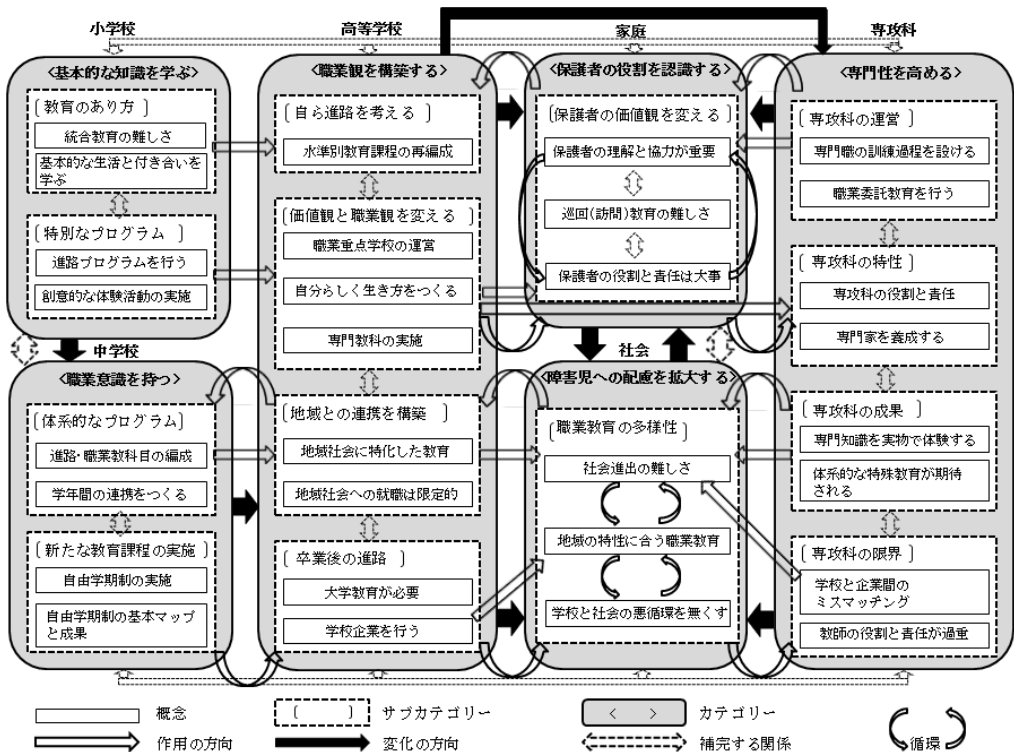 小学校
高等学校
家庭
専攻科
<基本的な知識を学ぶ>
〔教育のあり方〕
統合教育の難しさ
基本的な生活と付き合いを
学ぶ
〔特別なプログラム〕
進路プログラムを行う
創意的な体験活動の実施
中学校
<職業意識を持つ>
〔体系的なプログラム〕
進路・職業教科目の編成
学年間の連携をつくる
〔新たな教育課程の実施〕
自由学期制の実施
自由学期制の基本マップ
と成果
<職業観を構築する>
〔自ら進路を考える〕
水準別教育課程の再編成
〔価値観と職業観を変える〕
職業重点学校の運営
自分らしく生き方をつくる
専門教科の実施
〔地域との連携を構築〕
地域社会に特化した教育
地域社会への就職は限定的
〔卒業後の進路〕
大学教育が必要
学校企業を行う
<保護者の役割を認識する>
〔保護者の価値観を変える〕
保護者の理解と協力が重要
巡回(訪問)教育の難しさ
保護者の役割と責任は大事
社会
<障害児への配慮を拡大する>
〔職業教育の多様性〕
社会進出の難しさ
地域の特性に合う職業教育
学校と社会の悪循環を無くす
<専門性を高める>
〔専攻科の運営〕
専門職の訓練過程を設ける
職業委託教育を行う
〔専攻科の特性〕
専攻科の役割と責任
専門家を養成する
〔専攻科の成果〕
専門知識を実物で体験する
体系的な特殊教育が期待
される
〔専攻科の限界〕
学校と企業間の
ミスマッチング
教師の役割と責任が過重
概念
〔 〕 サブカテゴリー
< > カテゴリー
作用の方向
変化の方向
補完する関係
循環